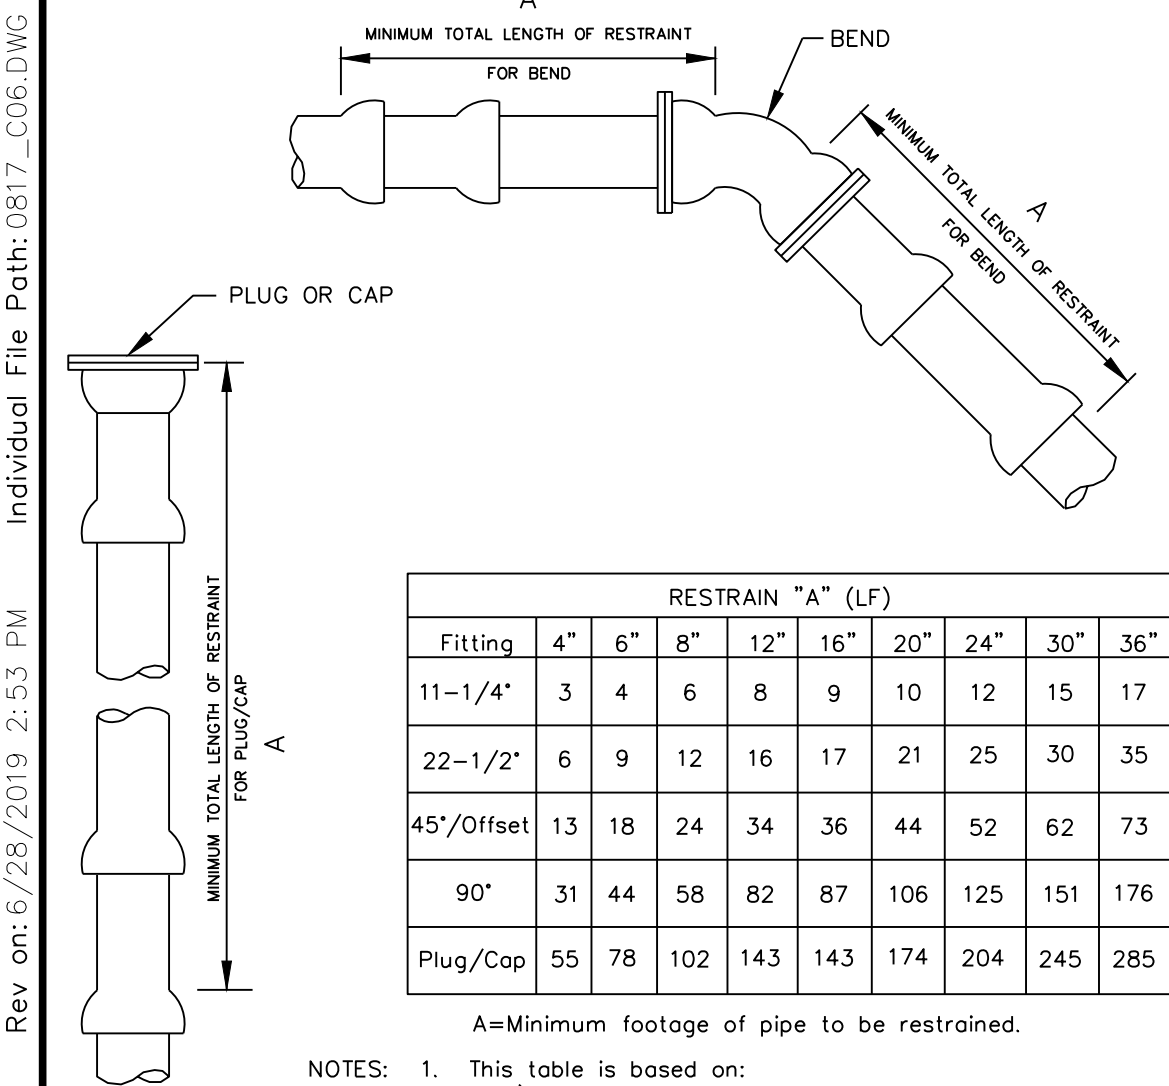 A
MINIMUM TOTAL LENGTH OF RESTRAINT
FOR BEND
BEND
MINIMUM TOTAL LENGTH OF RESTRAINT
FOR BEND
A
PLUG OR CAP
MINIMUM TOTAL LENGTH OF RESTRAINT
FOR PLUG/CAP
A
Rev on: 6/28/2019 2:53 PM Individual File Path: 0817_C06.DWG
RESTRAIN "A" (LF)
Fitting 4" 6" 8" 12" 16" 20" 24" 30" 36"
11-1/4° 3 4 6 8 9 10 12 15 17
22-1/2° 6 9 12 16 17 21 25 30 35
45°/Offset 13 18 24 34 36 44 52 62 73
90° 31 44 58 82 87 106 125 151 176
Plug/Cap 55 78 102 143 143 174 204 245 285
A=Minimum footage of pipe to be restrained.
NOTES: 1. This table is based on: